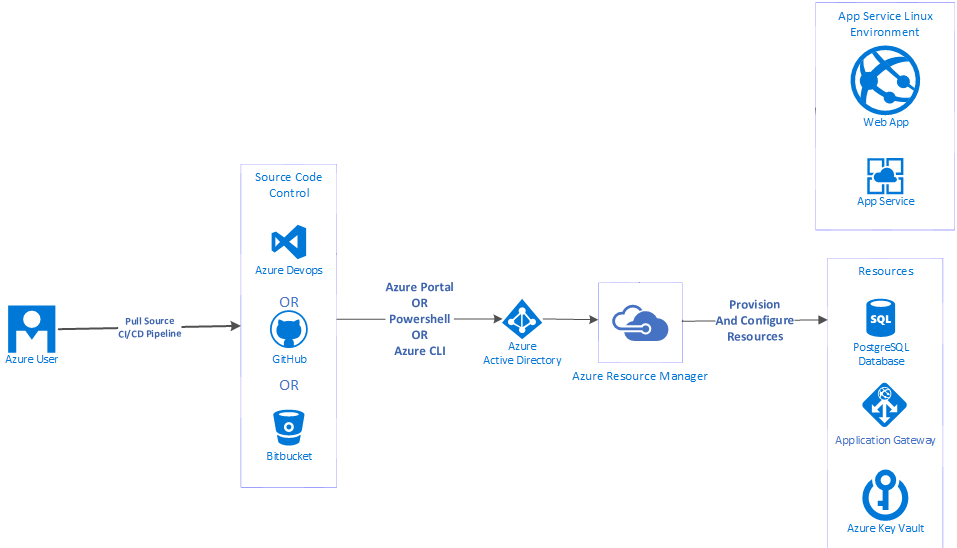 App Service Linux
Environment
Web App
App Service
Source Code
Control
Azure Devops
OR
GitHub
OR
Bitbucket
Azure User
Pull Source
CI/CD Pipeline
Azure Portal
OR
Powershell
OR
Azure CLI
Azure
Active Directory
Azure Resource Manager
Provision
And Configure
Resources
Resources
SQL
PostgreSQL
Database
Application Gateway
Azure Key Vault